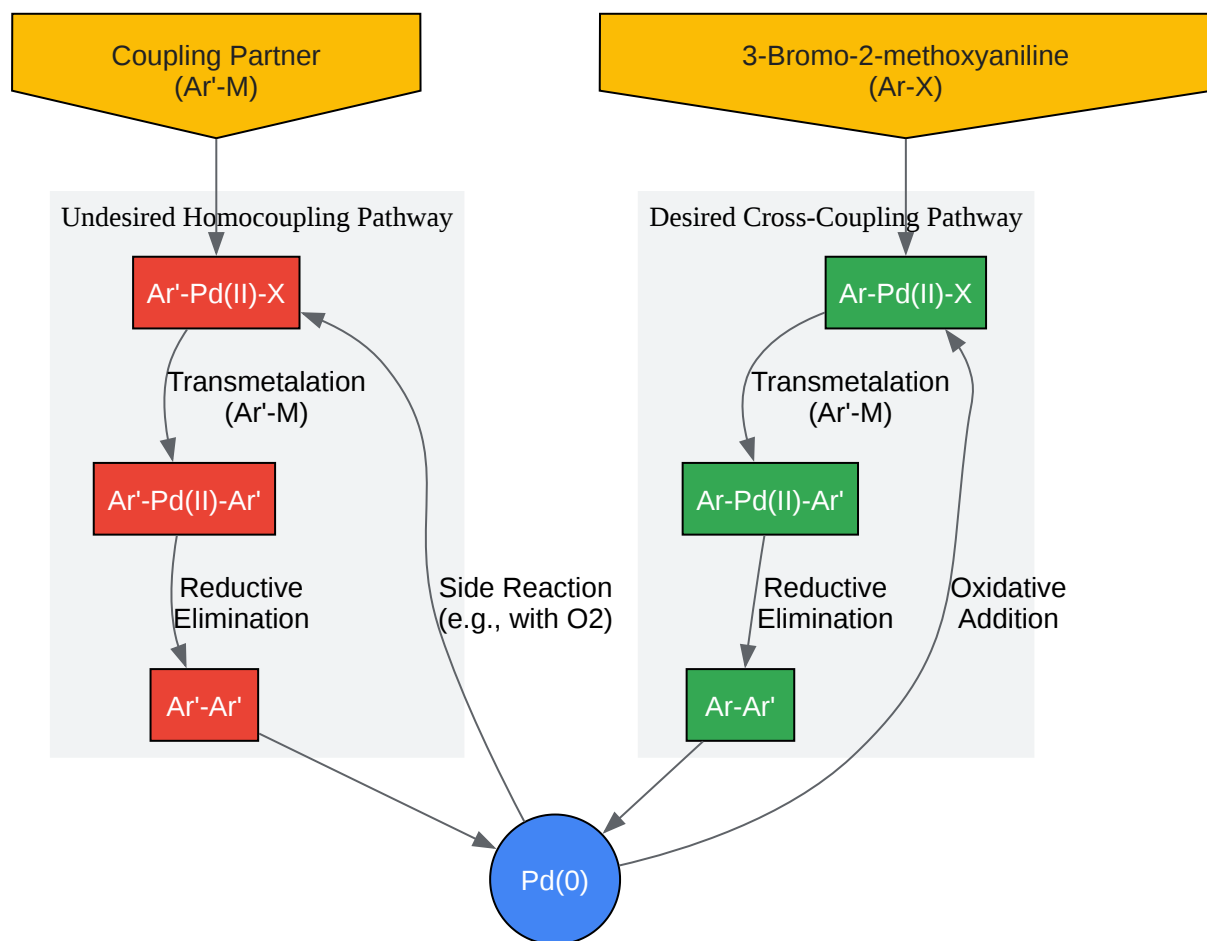 Coupling Partner
(Ar'-M)
3-Bromo-2-methoxyaniline
(Ar-X)
Undesired Homocoupling Pathway
Ar'-Pd(II)-X
Transmetalation
(Ar'-M)
Ar'-Pd(II)-Ar'
Reductive
Elimination
Ar'-Ar'
Side Reaction
(e.g., with O2)
Desired Cross-Coupling Pathway
Ar-Pd(II)-X
Transmetalation
(Ar'-M)
Ar-Pd(II)-Ar'
Reductive
Elimination
Ar-Ar'
Oxidative
Addition
Pd(0)